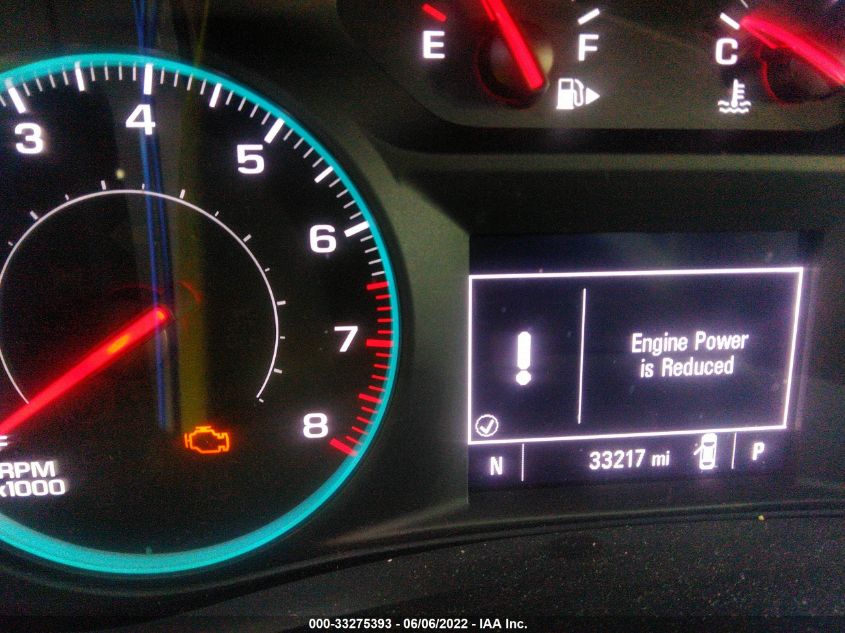 E
F
C
3
4
5
6
7
8
RPM
x1000
Engine Power
is Reduced
N
33217 mi
P
000-33275393 - 06/06/2022 - IAA Inc.